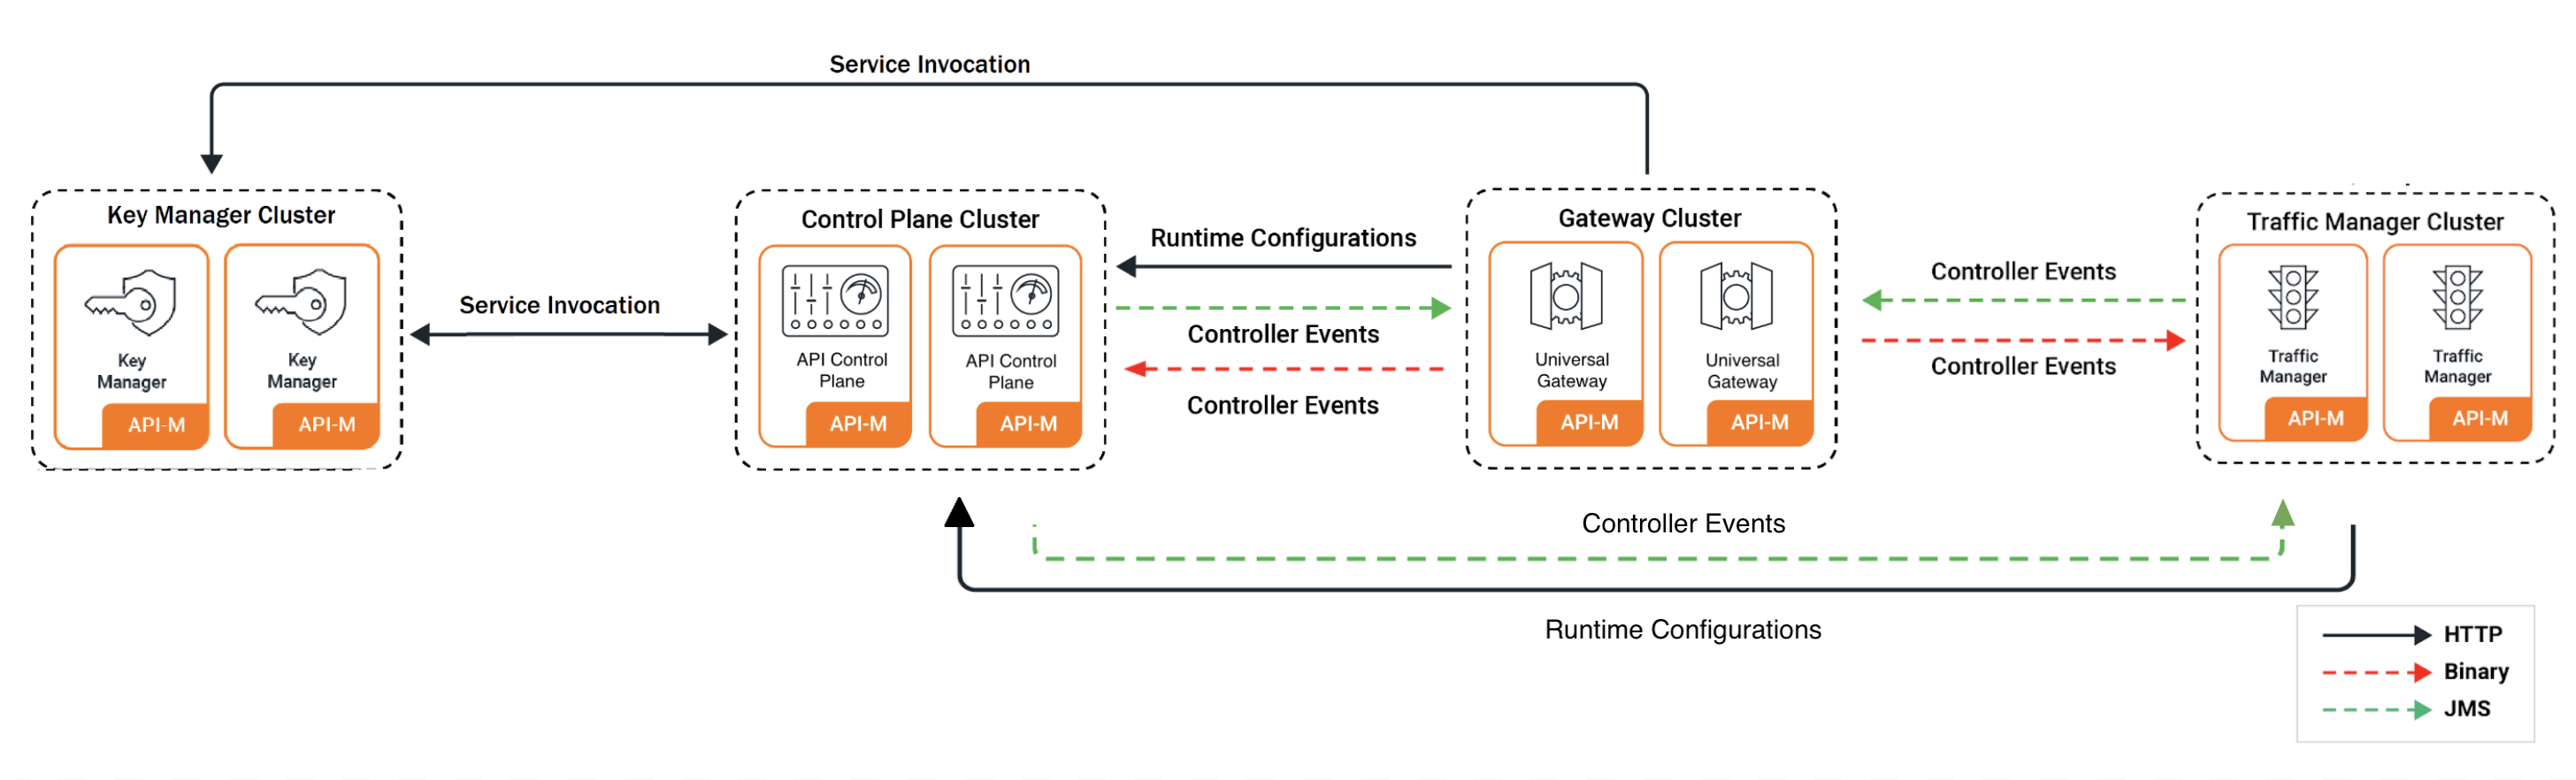 Service Invocation
Key Manager Cluster
Key
Manager
API-M
Key
Manager
API-M
Service Invocation
Control Plane Cluster
API Control
Plane
API-M
API Control
Plane
API-M
Runtime Configurations
Controller Events
Controller Events
Gateway Cluster
Universal
Gateway
API-M
Universal
Gateway
API-M
Controller Events
Controller Events
Traffic Manager Cluster
Traffic
Manager
API-M
Traffic
Manager
API-M
Controller Events
Runtime Configurations
HTTP
Binary
JMS